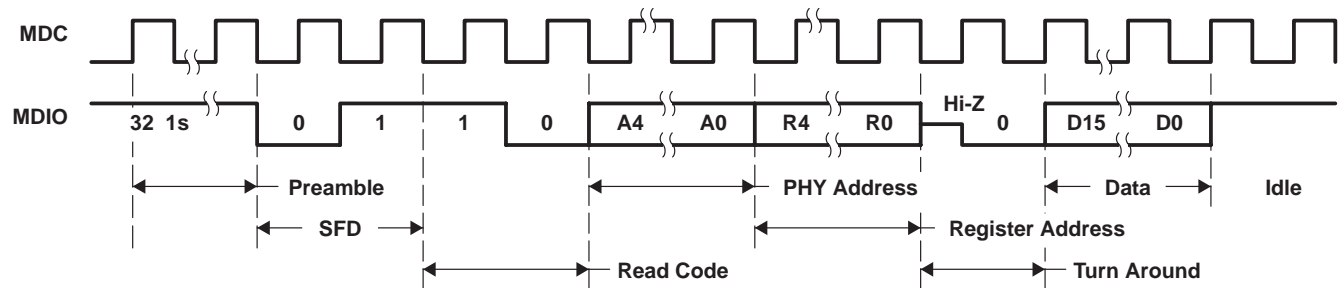 MDC
MDIO
32 1s 0 1 1 0 A4 A0 R4 R0 Hi-Z 0 D15 D0
Preamble PHY Address Data Idle
SFD Register Address
Read Code Turn Around